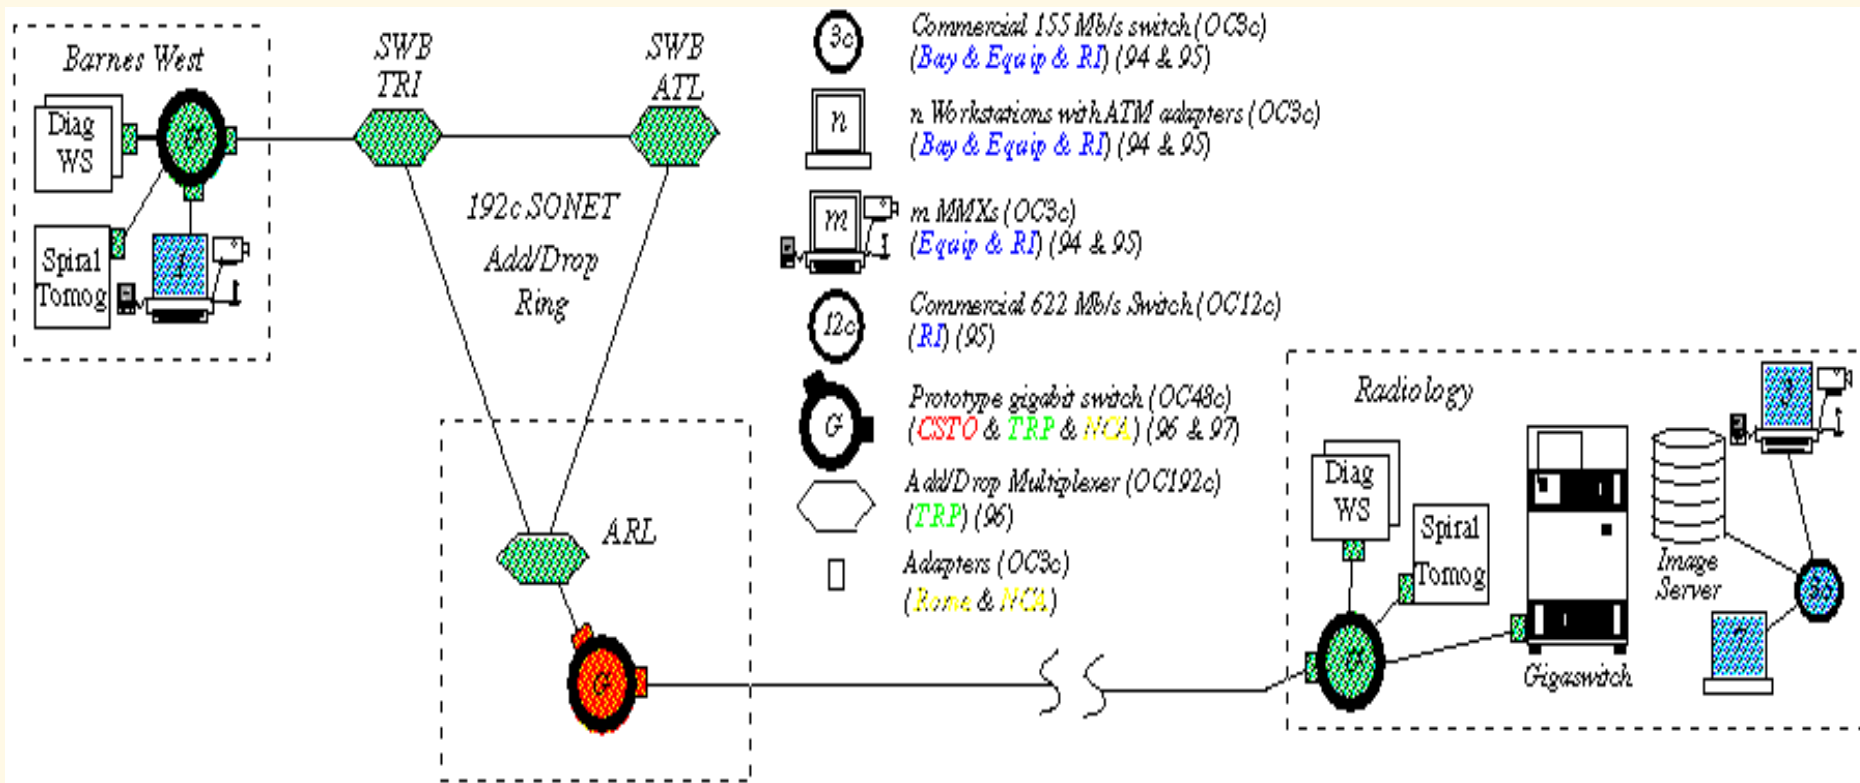 Barnes West
Diag
WS
G
Spiral
Tomog
1
SWB
TRI
SWB
ATL
192c SONET
Add/Drop
Ring
ARL
G
3c
Commercial 155 Mb/s switch (OC3c)
(Bay & Equip & RI) (94 & 95)
n
n Workstations with ATM adapters (OC3c)
(Bay & Equip & RI) (94 & 95)
m
m MMXs (OC3c)
(Equip & RI) (94 & 95)
12c
Commercial 622 Mb/s Switch (OC12c)
(RI) (95)
G
Prototype gigabit switch (OC48c)
(CSTO & TRP & NCA) (96 & 97)
Add/Drop Multiplexer (OC192c)
(TRP) (96)
Adapters (OC3c)
(Rome & NCA)
Radiology
Diag
WS
Spiral
Tomog
G
Gigaswitch
Image
Server
3
7